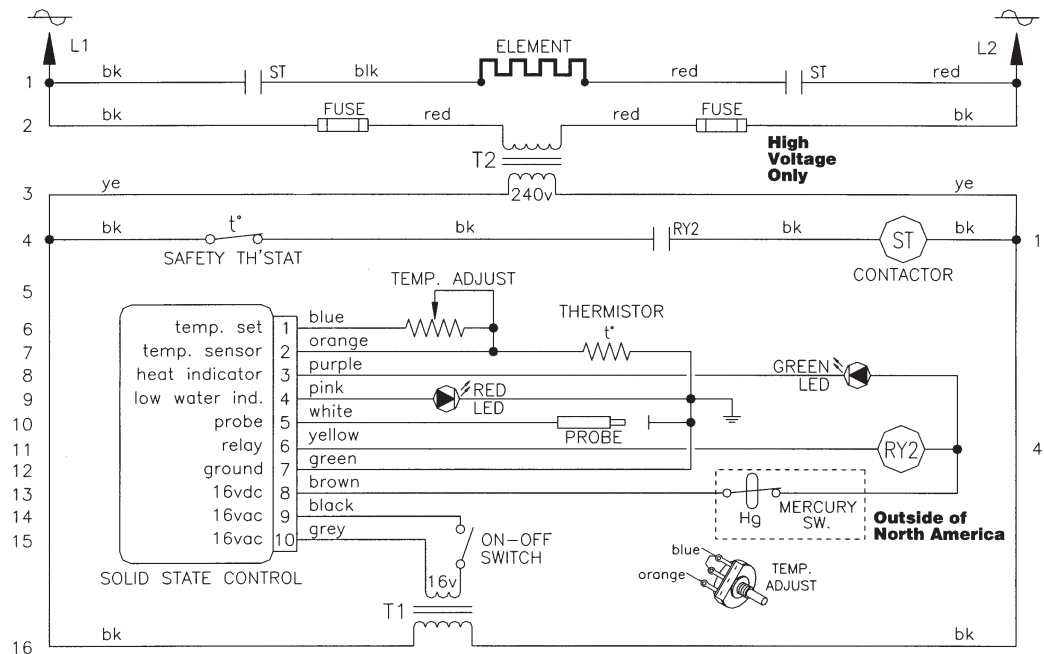 L1 L2
ELEMENT
1 bk ST blk red ST red
FUSE FUSE
2 bk red red bk
T2
High
Voltage
Only
3 ye 240v ye
t°
4 bk bk RY2 bk ST bk 1
SAFETY TH'STAT
CONTACTOR
5 TEMP. ADJUST
THERMISTOR
t°
6 temp. set 1 blue
7 temp. sensor 2 orange
8 heat indicator 3 purple GREEN
LED
9 low water ind. 4 pink RED
LED
10 probe 5 white PROBE
11 relay 6 yellow RY2 4
12 ground 7 green
13 16vdc 8 brown
Hg MERCURY
SW.
Outside of
North America
14 16vac 9 black
15 16vac 10 grey
ON-OFF
SWITCH
SOLID STATE CONTROL
16v
T1
blue
orange
TEMP.
ADJUST
16 bk bk